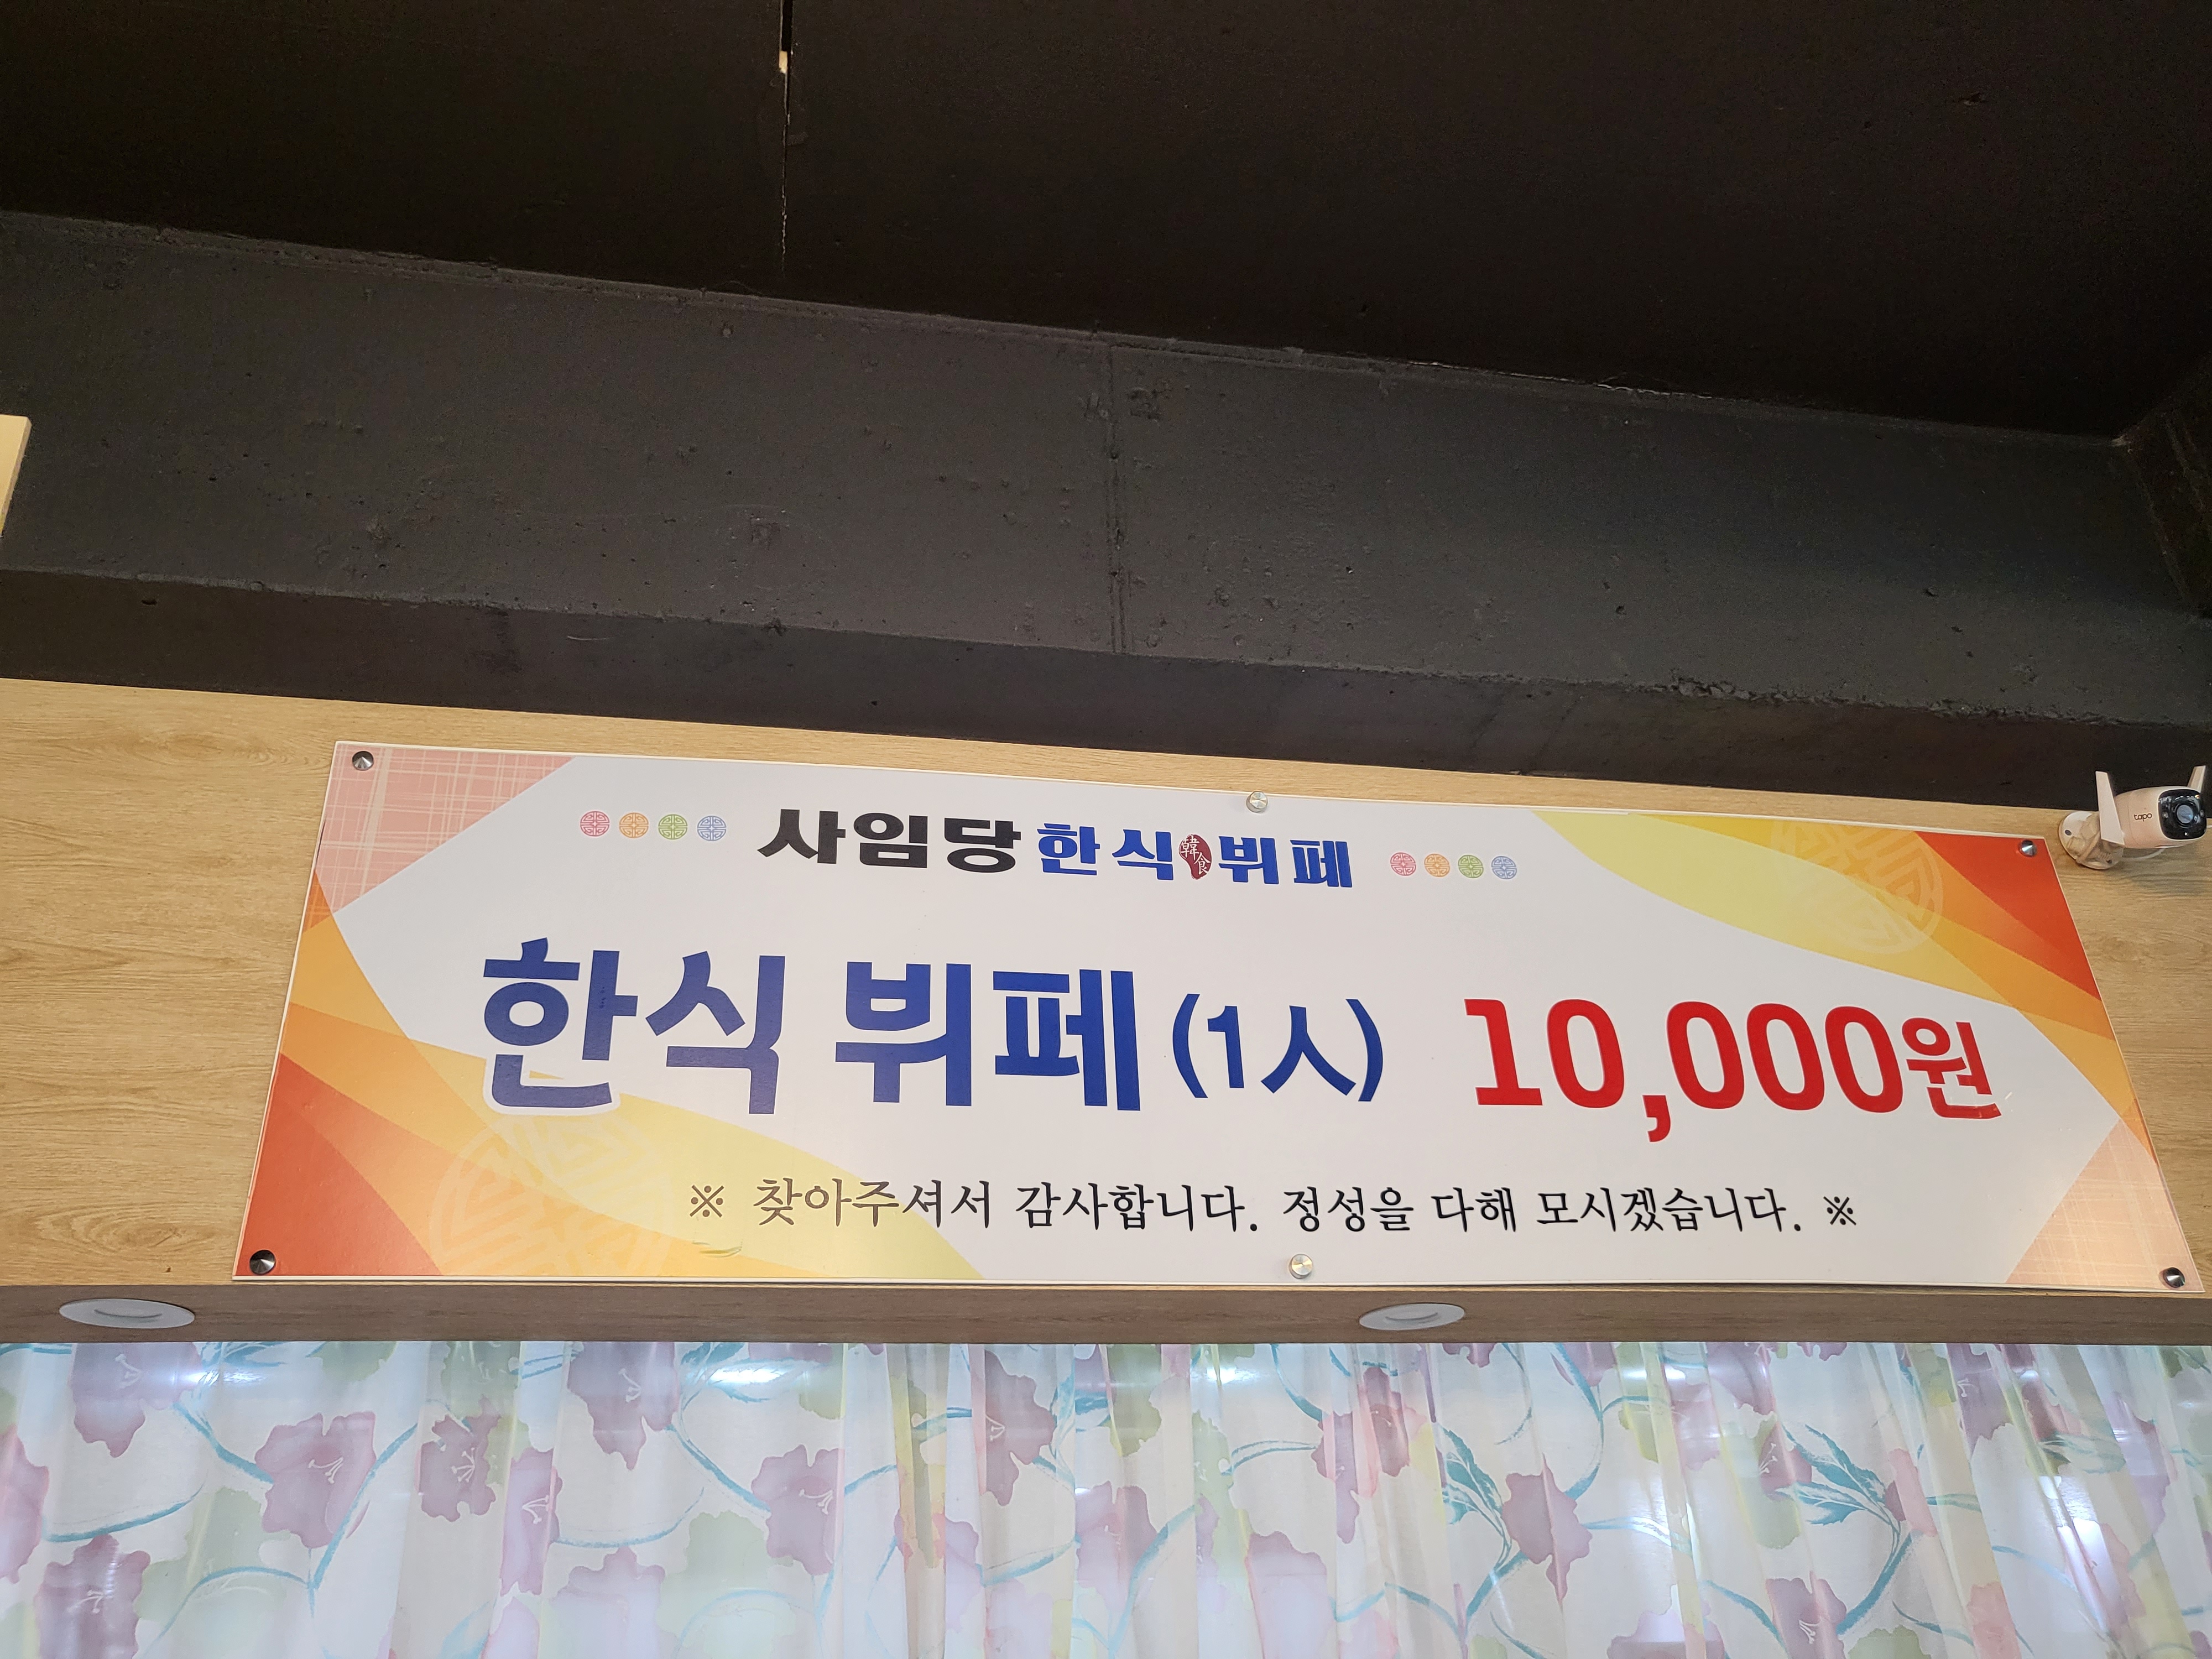 사임당 한식 韓食 뷔페
한식 뷔페 (1人) 10,000원
※ 찾아주셔서 감사합니다. 정성을 다해 모시겠습니다. ※
tapo